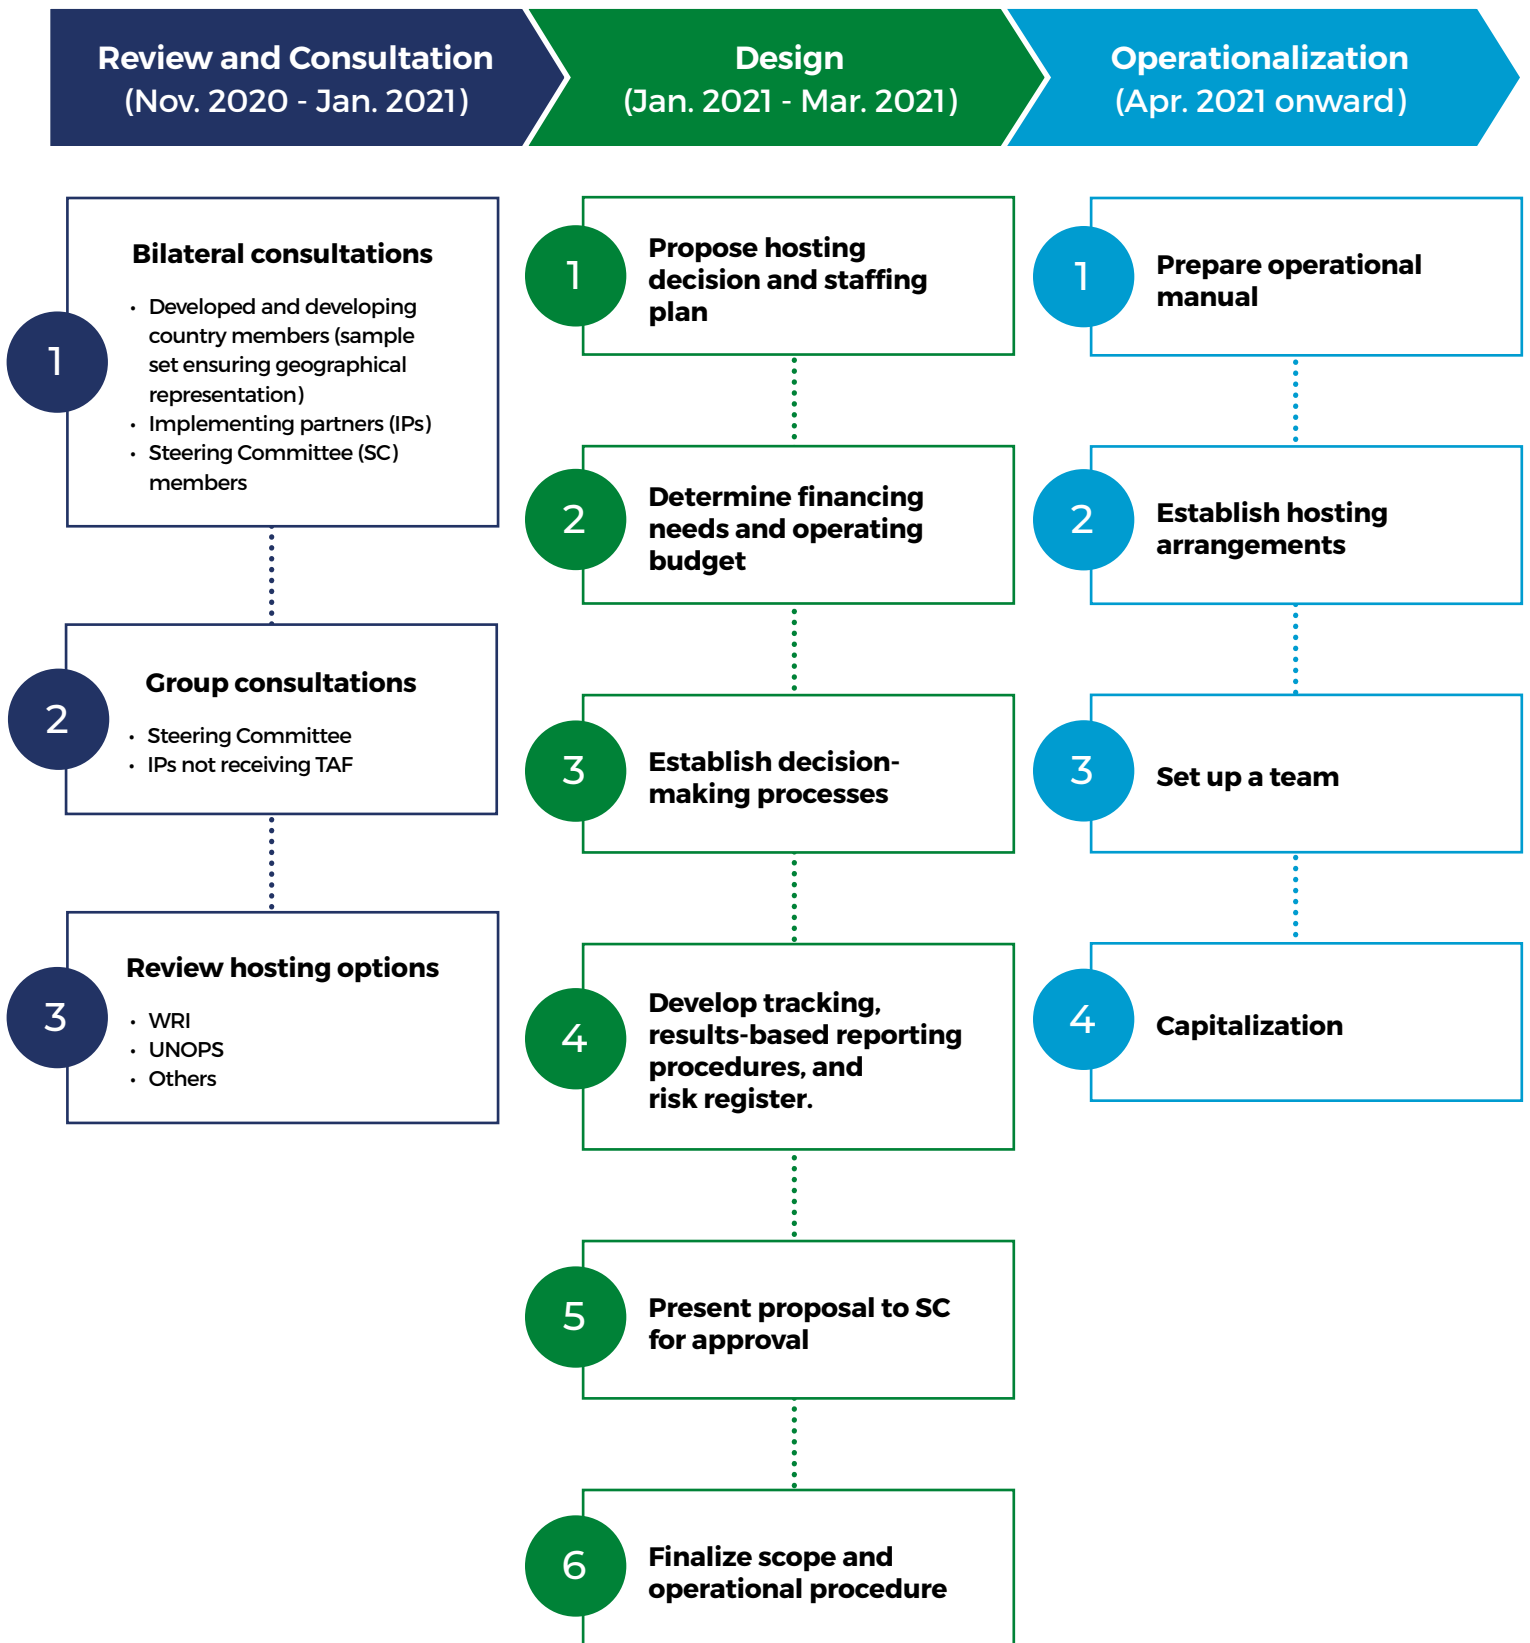 Review and Consultation
(Nov. 2020 - Jan. 2021)
Design
(Jan. 2021 - Mar. 2021)
Operationalization
(Apr. 2021 onward)
1
Bilateral consultations
• Developed and developing
country members (sample
set ensuring geographical
representation)
• Implementing partners (IPs)
• Steering Committee (SC)
members
2
Group consultations
• Steering Committee
• IPs not receiving TAF
3
Review hosting options
• WRI
• UNOPS
• Others
1
Propose hosting
decision and staffing
plan
2
Determine financing
needs and operating
budget
3
Establish decision-
making processes
4
Develop tracking,
results-based reporting
procedures, and
risk register.
5
Present proposal to SC
for approval
6
Finalize scope and
operational procedure
1
Prepare operational
manual
2
Establish hosting
arrangements
3
Set up a team
4
Capitalization